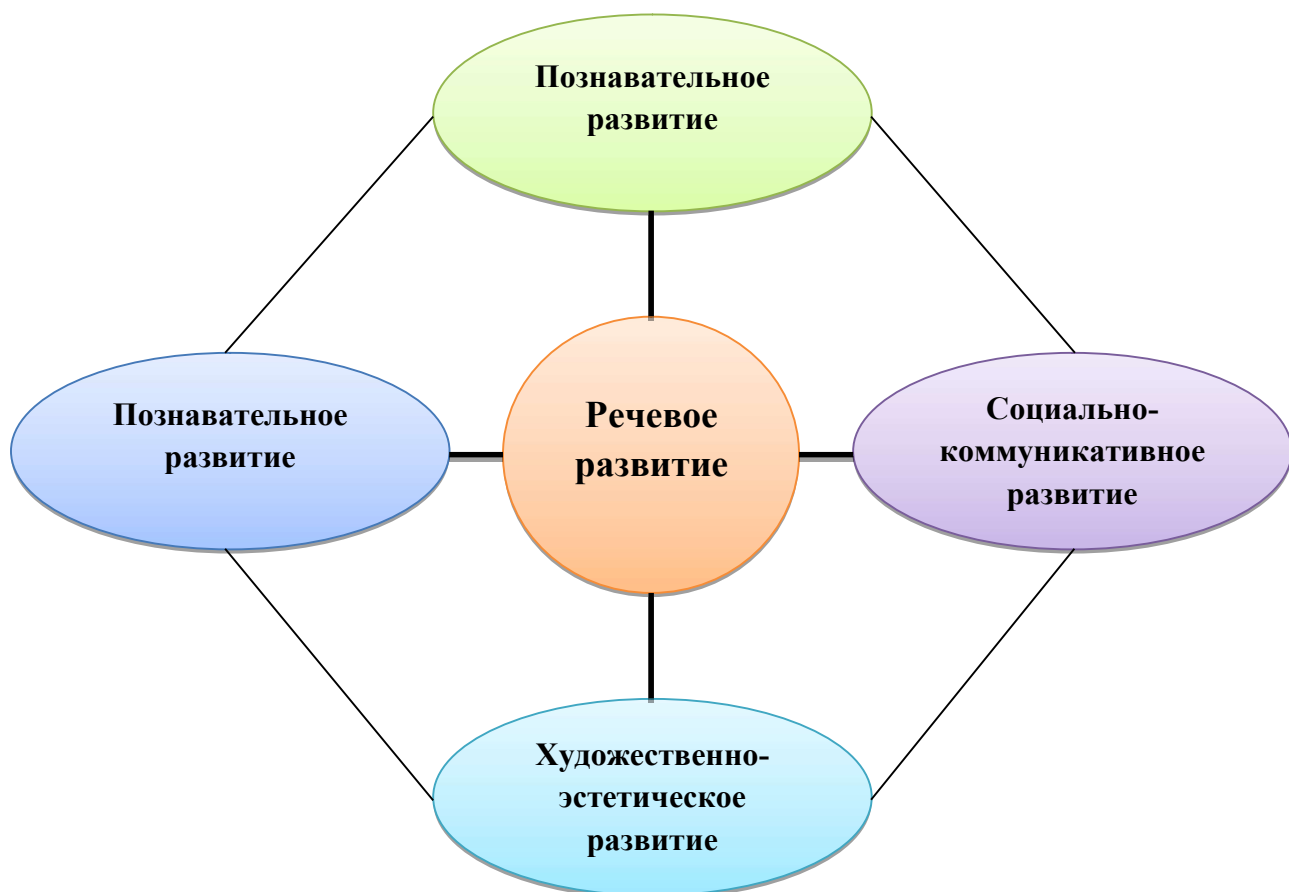 Познавательное
развитие
Познавательное
развитие
Речевое
развитие
Социально-
коммуникативное
развитие
Художественно-
эстетическое
развитие